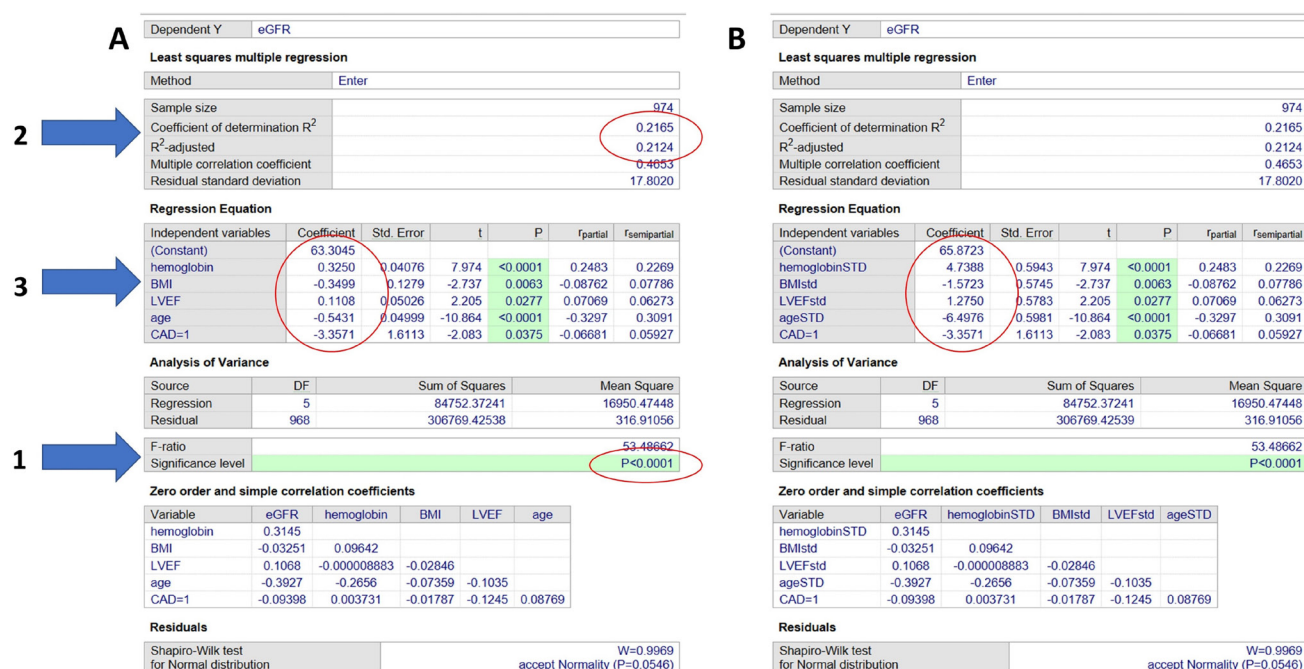 A
Dependent Y eGFR
Least squares multiple regression
Method Enter
2
Sample size 974
Coefficient of determination R² 0.2165
R²-adjusted 0.2124
Multiple correlation coefficient 0.4653
Residual standard deviation 17.8020
Regression Equation
3
Independent variables Coefficient Std. Error t P rpartial rsemipartial
(Constant) 63.3045
hemoglobin 0.3250 0.04076 7.974 <0.0001 0.2483 0.2269
BMI -0.3499 0.1279 -2.737 0.0063 -0.08762 0.07786
LVEF 0.1108 0.05026 2.205 0.0277 0.07069 0.06273
age -0.5431 0.04999 -10.864 <0.0001 -0.3297 0.3091
CAD=1 -3.3571 1.6113 -2.083 0.0375 -0.06681 0.05927
Analysis of Variance
Source DF Sum of Squares Mean Square
Regression 5 84752.37241 16950.47448
Residual 968 306769.42538 316.91056
1
F-ratio 53.48662
Significance level P<0.0001
Zero order and simple correlation coefficients
Variable eGFR hemoglobin BMI LVEF age
hemoglobin 0.3145
BMI -0.03251 0.09642
LVEF 0.1068 -0.000008883 -0.02846
age -0.3927 -0.2656 -0.07359 -0.1035
CAD=1 -0.09398 0.003731 -0.01787 -0.1245 0.08769
Residuals
Shapiro-Wilk test W=0.9969
for Normal distribution accept Normality (P=0.0546)
B
Dependent Y eGFR
Least squares multiple regression
Method Enter
Sample size 974
Coefficient of determination R² 0.2165
R²-adjusted 0.2124
Multiple correlation coefficient 0.4653
Residual standard deviation 17.8020
Regression Equation
Independent variables Coefficient Std. Error t P rpartial rsemipartial
(Constant) 65.8723
hemoglobinSTD 4.7388 0.5943 7.974 <0.0001 0.2483 0.2269
BMIstd -1.5723 0.5745 -2.737 0.0063 -0.08762 0.07786
LVEFstd 1.2750 0.5783 2.205 0.0277 0.07069 0.06273
ageSTD -6.4976 0.5981 -10.864 <0.0001 -0.3297 0.3091
CAD=1 -3.3571 1.6113 -2.083 0.0375 -0.06681 0.05927
Analysis of Variance
Source DF Sum of Squares Mean Square
Regression 5 84752.37241 16950.47448
Residual 968 306769.42539 316.91056
F-ratio 53.48662
Significance level P<0.0001
Zero order and simple correlation coefficients
Variable eGFR hemoglobinSTD BMIstd LVEFstd ageSTD
hemoglobinSTD 0.3145
BMIstd -0.03251 0.09642
LVEFstd 0.1068 -0.000008883 -0.02846
ageSTD -0.3927 -0.2656 -0.07359 -0.1035
CAD=1 -0.09398 0.003731 -0.01787 -0.1245 0.08769
Residuals
Shapiro-Wilk test W=0.9969
for Normal distribution accept Normality (P=0.0546)